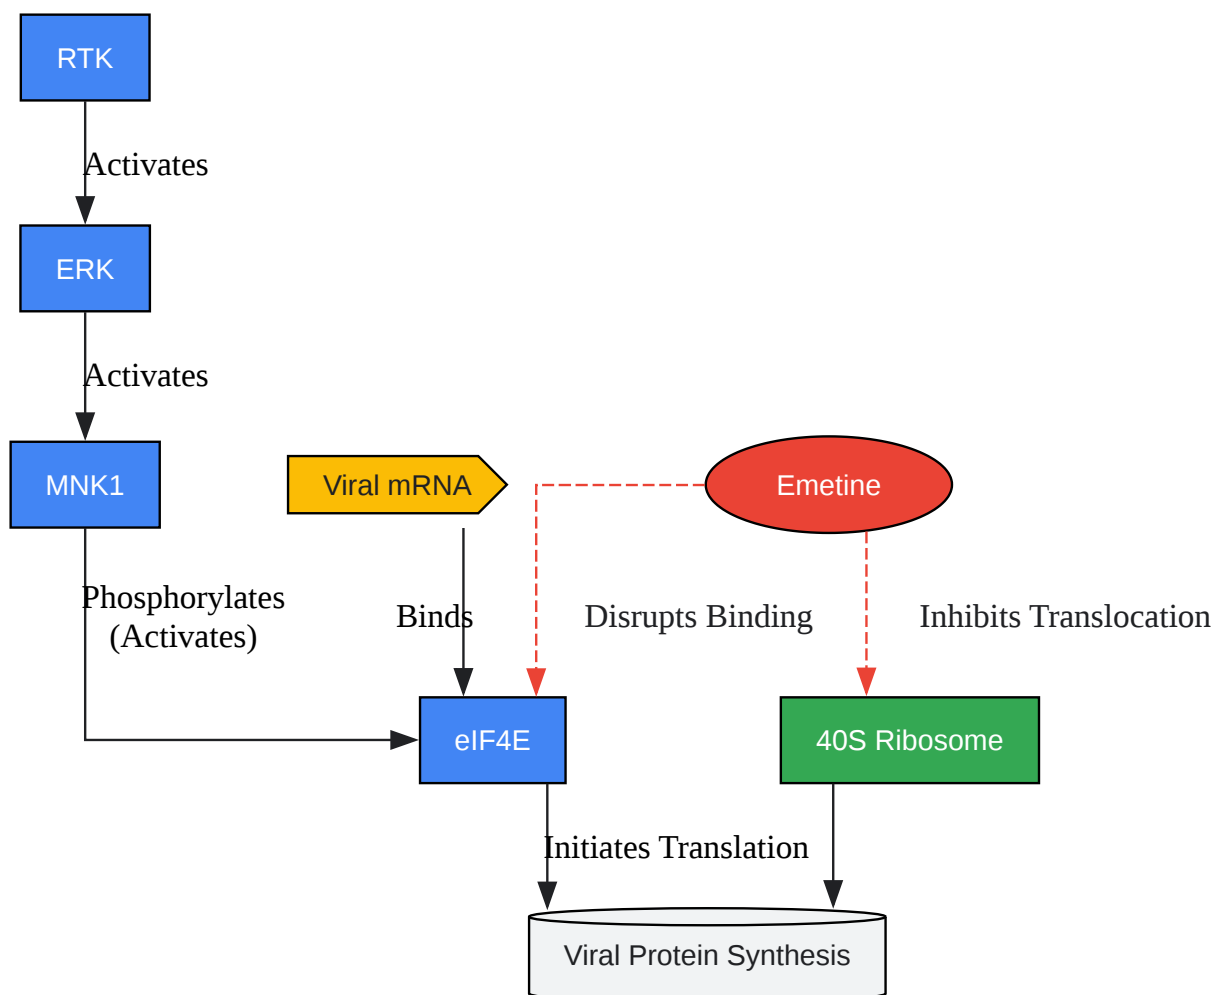 RTK
Activates
ERK
Activates
MNK1
Viral mRNA
Emetine
Phosphorylates
(Activates)
Binds
Disrupts Binding
Inhibits Translocation
eIF4E
40S Ribosome
Initiates Translation
Viral Protein Synthesis